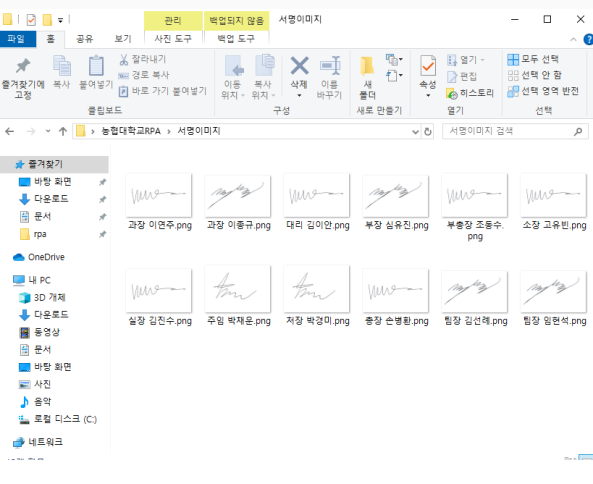 관리
백업되지 않음
서명이미지
파일
홈
공유
보기
사진 도구
백업 도구
즐겨찾기에
고정
복사
붙여넣기
잘라내기
경로 복사
바로 가기 붙여넣기
클립보드
이동
위치
복사
위치
삭제
이름
바꾸기
구성
새
폴더
새로 만들기
속성
열기
편집
히스토리
열기
모두 선택
선택 안 함
선택 영역 반전
선택
농협대학교RPA > 서명이미지
서명이미지 검색
즐겨찾기
바탕 화면
다운로드
문서
rpa
OneDrive
내 PC
3D 개체
다운로드
동영상
문서
바탕 화면
사진
음악
로컬 디스크 (C:)
네트워크
과장 이연주.png
과장 이종규.png
대리 김이안.png
부장 심유진.png
부총장 조동수.
png
소장 고유빈.png
실장 김진수.png
주임 박채운.png
저장 박경미.png
총장 손병환.png
팀장 김선례.png
팀장 임현석.png